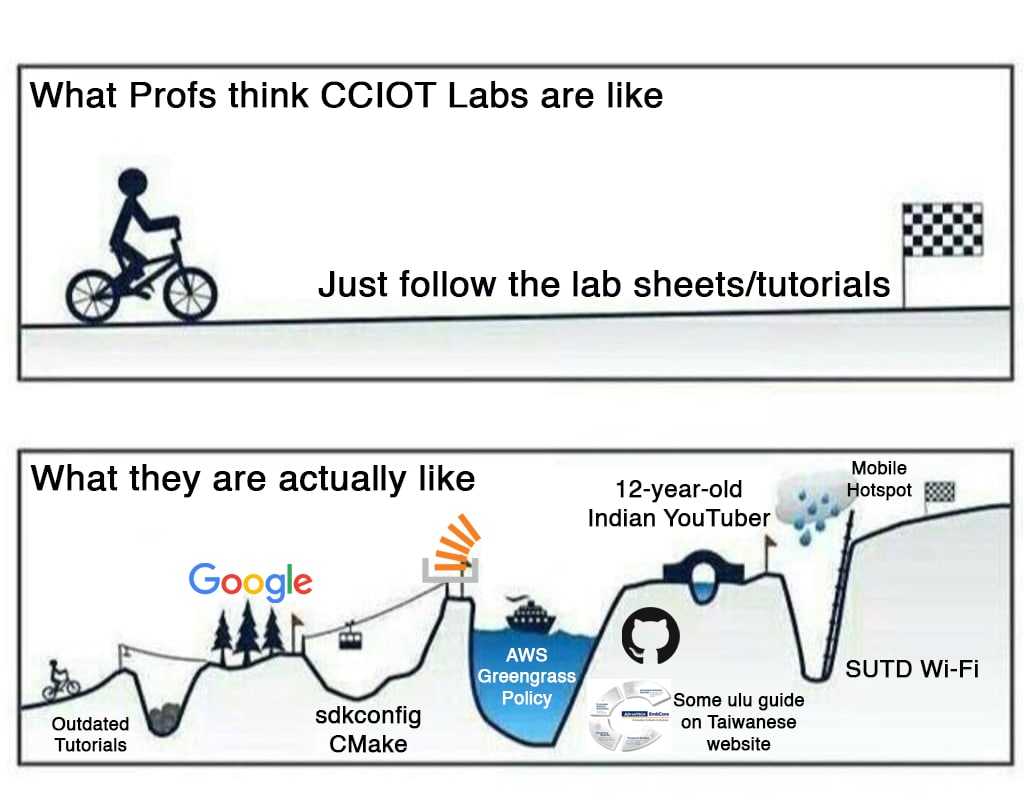 What Profs think CCIOT Labs are like
Just follow the lab sheets/tutorials
What they are actually like
Outdated
Tutorials
Google
sdkconfig
CMake
AWS
Greengrass
Policy
12-year-old
Indian YouTuber
Some ulu guide
on Taiwanese
website
Mobile
Hotspot
SUTD Wi-Fi